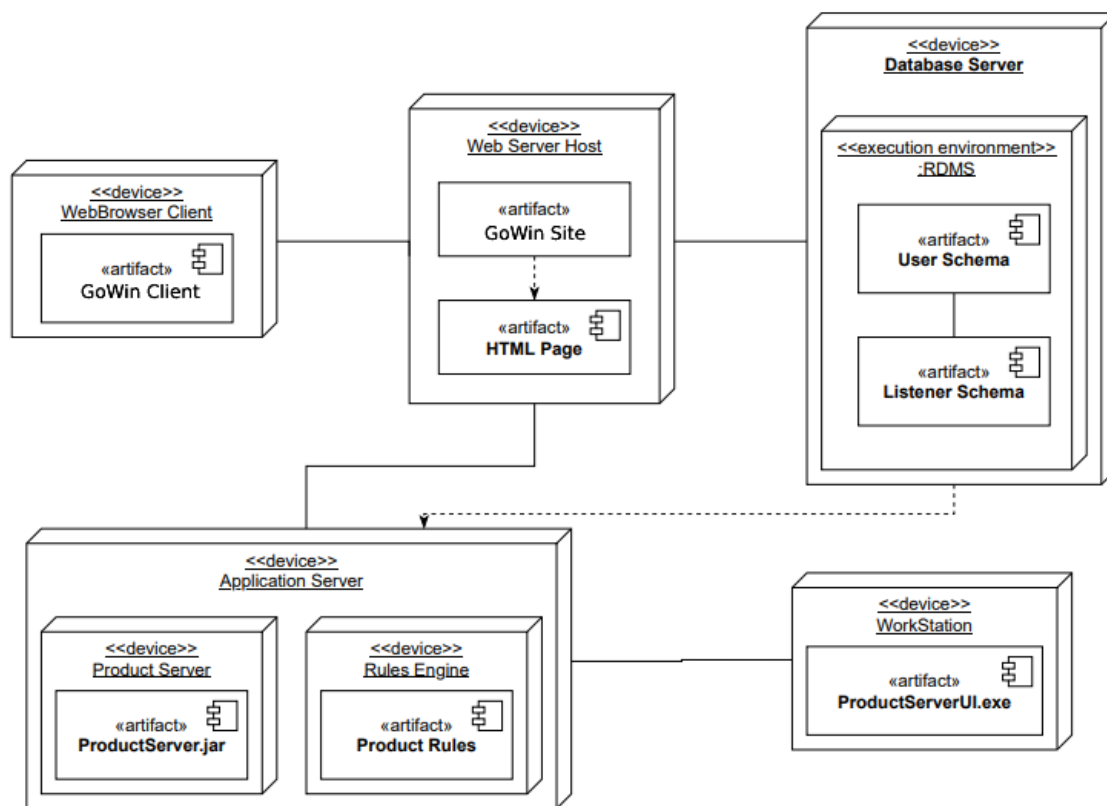 <<device>>
Database Server
<<execution environment>>
:RDMS
«artifact»
User Schema
«artifact»
Listener Schema
<<device>>
Web Server Host
«artifact»
GoWin Site
«artifact»
HTML Page
<<device>>
WebBrowser Client
«artifact»
GoWin Client
<<device>>
Application Server
<<device>>
Product Server
«artifact»
ProductServer.jar
<<device>>
Rules Engine
«artifact»
Product Rules
<<device>>
WorkStation
«artifact»
ProductServerUI.exe